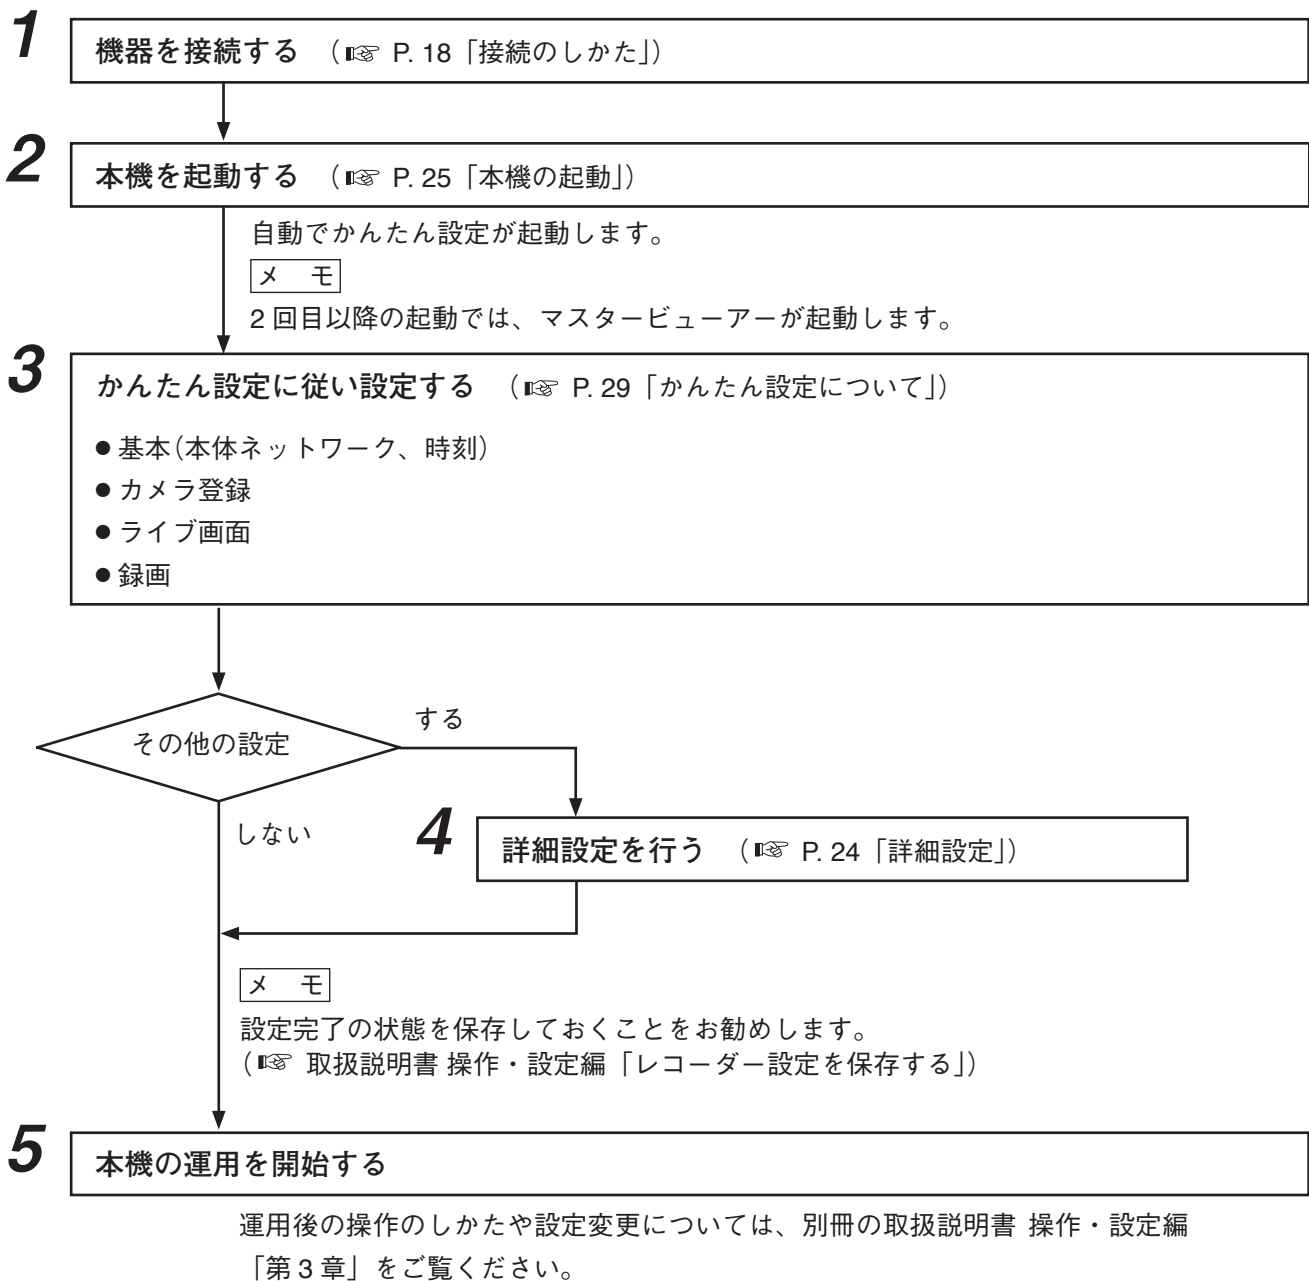 1
機器を接続する （☞ P. 18「接続のしかた」）
2
本機を起動する （☞ P. 25「本機の起動」）
自動でかんたん設定が起動します。
メ モ
2 回目以降の起動では、マスタービューアーが起動します。
3
かんたん設定に従い設定する （☞ P. 29「かんたん設定について」）
● 基本（本体ネットワーク、時刻）
● カメラ登録
● ライブ画面
● 録画
その他の設定
する
しない
4
詳細設定を行う （☞ P. 24「詳細設定」）
メ モ
設定完了の状態を保存しておくことをお勧めします。
（☞ 取扱説明書 操作・設定編「レコーダー設定を保存する」）
5
本機の運用を開始する
運用後の操作のしかたや設定変更については、別冊の取扱説明書 操作・設定編
「第 3 章」をご覧ください。